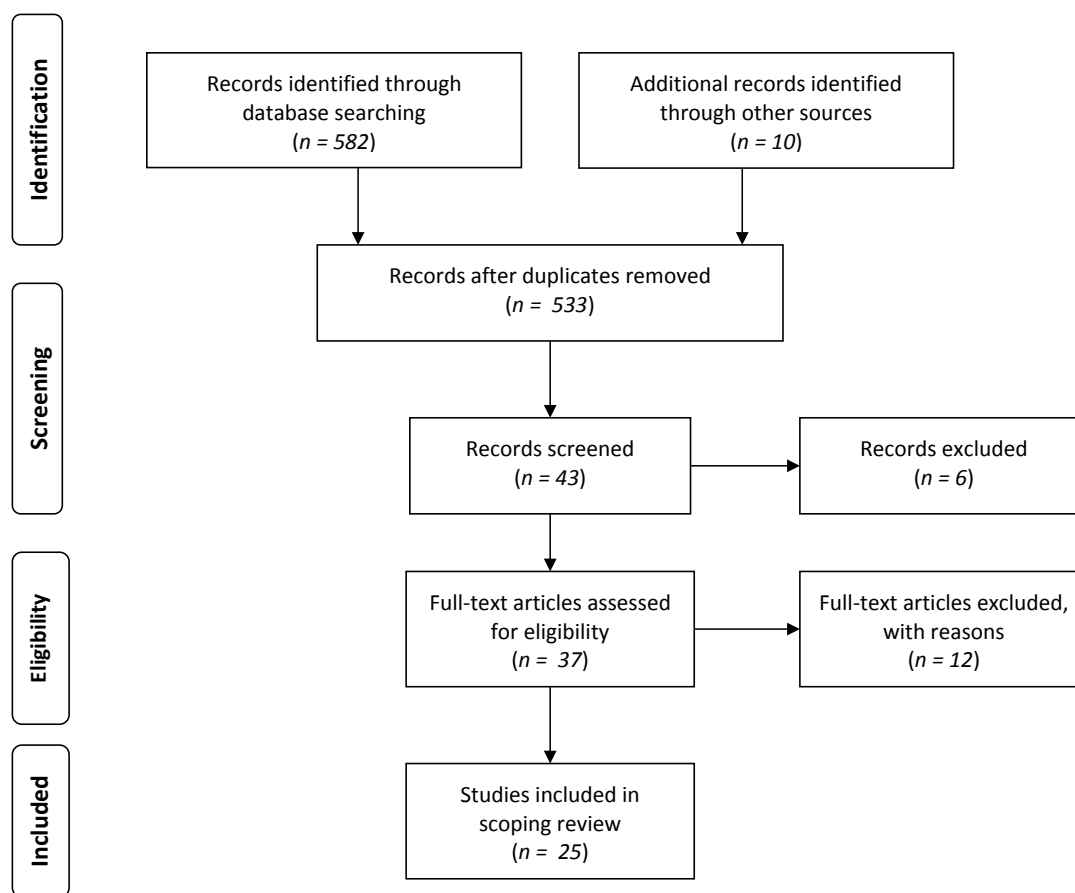 Identification
Records identified through
database searching
(n = 582)
Additional records identified
through other sources
(n = 10)
Records after duplicates removed
(n = 533)
Screening
Records screened
(n = 43)
Records excluded
(n = 6)
Eligibility
Full-text articles assessed
for eligibility
(n = 37)
Full-text articles excluded,
with reasons
(n = 12)
Included
Studies included in
scoping review
(n = 25)